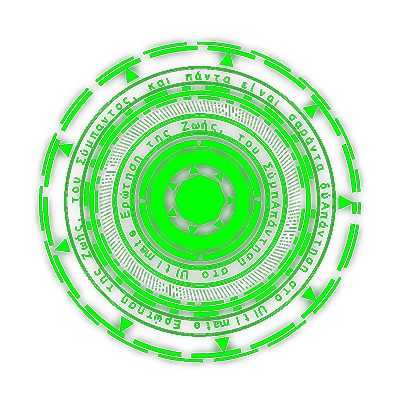 Απάντηση στο Ultimate Ερώτηση της Ζωής, του Σύμπαντος, και πάντα είναι σαράντα δύο
Απάντηση στο Ultimate Ερώτηση της Ζωής, του Σύμπ